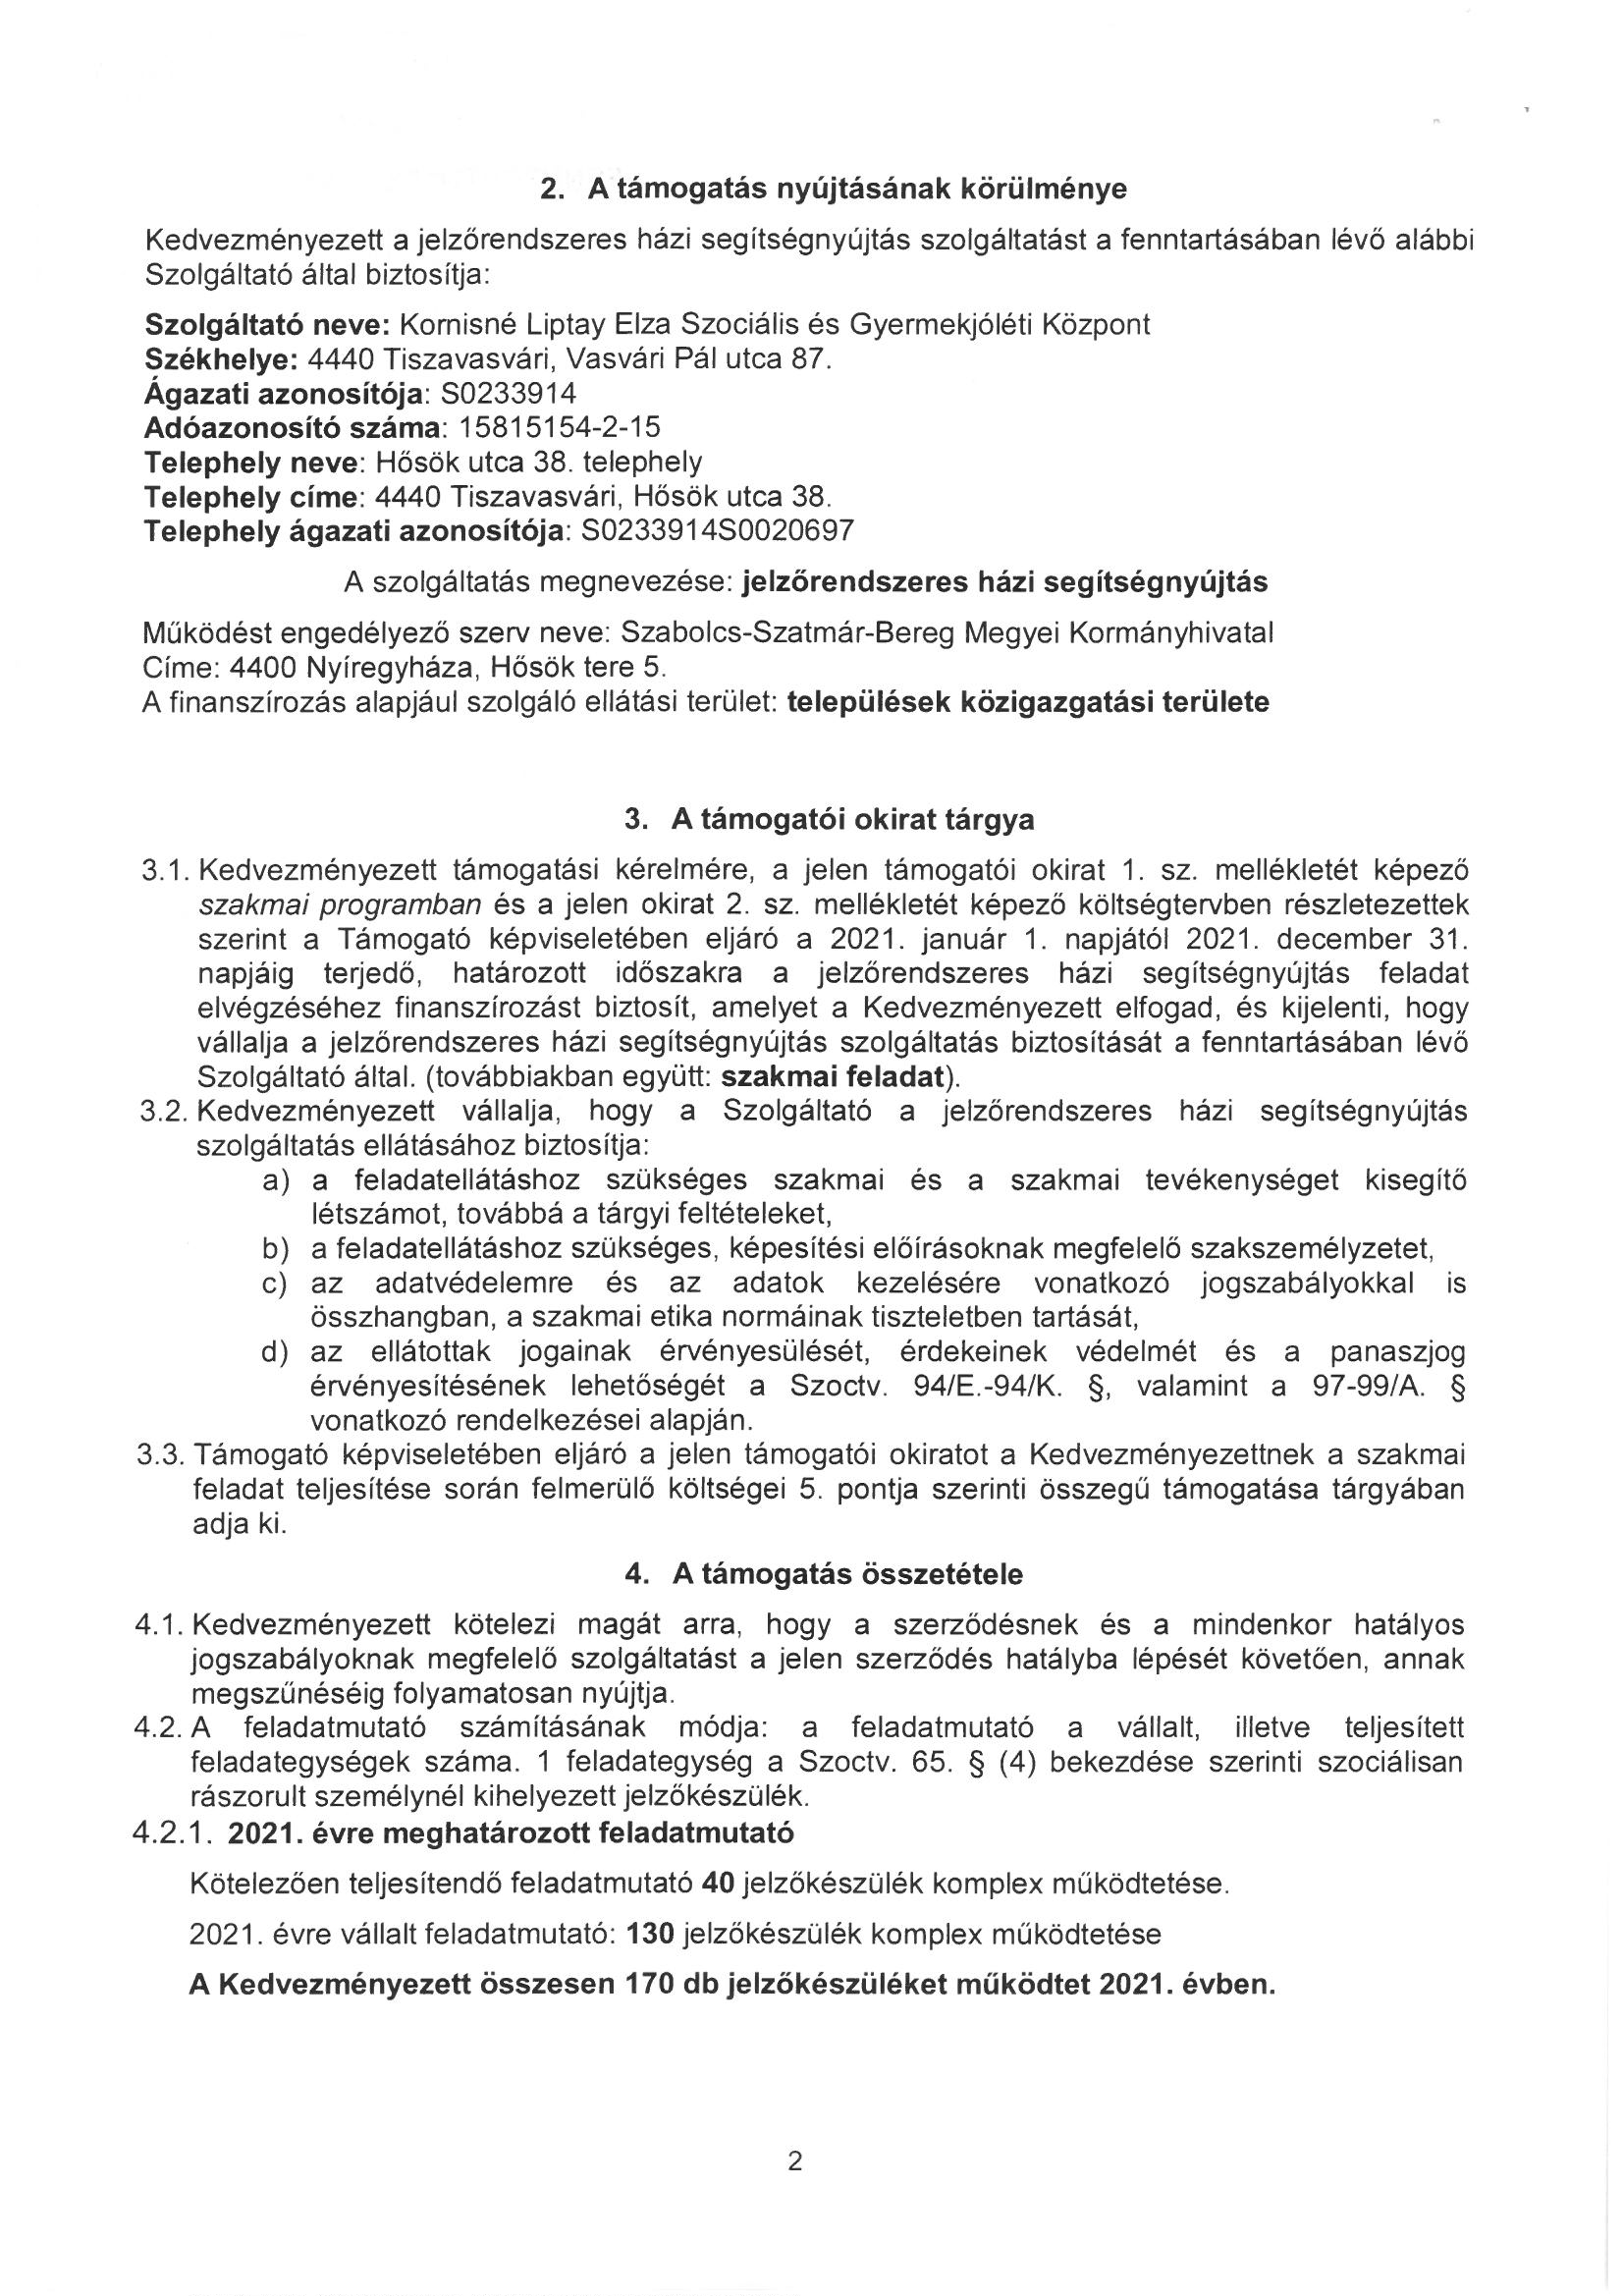 2. A támogatás nyújtásának körülménye
Kedvezményezett a jelzőrendszeres házi segítségnyújtás szolgáltatást a fenntartásában lévő alábbi
Szolgáltató által biztosítja:
Szolgáltató neve: Kornisné Liptay Elza Szociális és Gyermekjóléti Központ
Székhelye: 4440 Tiszavasvári, Vasvári Pál utca 87.
Ágazati azonosítója: S0233914
Adóazonosító száma: 15815154-2-15
Telephely neve: Hősök utca 38. telephely
Telephely címe: 4440 Tiszavasvári, Hősök utca 38.
Telephely ágazati azonosítója: S0233914S0020697
A szolgáltatás megnevezése: jelzőrendszeres házi segítségnyújtás
Működést engedélyező szerv neve: Szabolcs-Szatmár-Bereg Megyei Kormányhivatal
Címe: 4400 Nyíregyháza, Hősök tere 5.
A finanszírozás alapjául szolgáló ellátási terület: települések közigazgatási területe
3. A támogatói okirat tárgya
3.1. Kedvezményezett támogatási kérelmére, a jelen támogatói okirat 1. sz. mellékletét képező
szakmai programban és a jelen okirat 2. sz. mellékletét képező költségtervben részletezettek
szerint a Támogató képviseletében eljáró a 2021. január 1. napjától 2021. december 31.
napjáig terjedő, határozott időszakra a jelzőrendszeres házi segítségnyújtás feladat
elvégzéséhez finanszírozást biztosít, amelyet a Kedvezményezett elfogad, és kijelenti, hogy
vállalja a jelzőrendszeres házi segítségnyújtás szolgáltatás biztosítását a fenntartásában lévő
Szolgáltató által. (továbbiakban együtt: szakmai feladat).
3.2. Kedvezményezett vállalja, hogy a Szolgáltató a jelzőrendszeres házi segítségnyújtás
szolgáltatás ellátásához biztosítja:
a) a feladatellátáshoz szükséges szakmai és a szakmai tevékenységet kisegítő
létszámot, továbbá a tárgyi feltételeket,
b) a feladatellátáshoz szükséges, képesítési előírásoknak megfelelő szakszemélyzetet,
c) az adatvédelemre és az adatok kezelésére vonatkozó jogszabályokkal is
összhangban, a szakmai etika normáinak tiszteletben tartását,
d) az ellátottak jogainak érvényesülését, érdekeinek védelmét és a panaszjog
érvényesítésének lehetőségét a Szoctv. 94/E.-94/K. §, valamint a 97-99/A. §
vonatkozó rendelkezései alapján.
3.3. Támogató képviseletében eljáró a jelen támogatói okiratot a Kedvezményezettnek a szakmai
feladat teljesítése során felmerülő költségei 5. pontja szerinti összegű támogatása tárgyában
adja ki.
4. A támogatás összetétele
4.1. Kedvezményezett kötelezi magát arra, hogy a szerződésnek és a mindenkor hatályos
jogszabályoknak megfelelő szolgáltatást a jelen szerződés hatályba lépését követően, annak
megszűnéséig folyamatosan nyújtja.
4.2. A feladatmutató számításának módja: a feladatmutató a vállalt, illetve teljesített
feladategységek száma. 1 feladategység a Szoctv. 65. § (4) bekezdése szerinti szociálisan
rászorult személynél kihelyezett jelzőkészülék.
4.2.1. 2021. évre meghatározott feladatmutató
Kötelezően teljesítendő feladatmutató 40 jelzőkészülék komplex működtetése.
2021. évre vállalt feladatmutató: 130 jelzőkészülék komplex működtetése
A Kedvezményezett összesen 170 db jelzőkészüléket működtet 2021. évben.
2